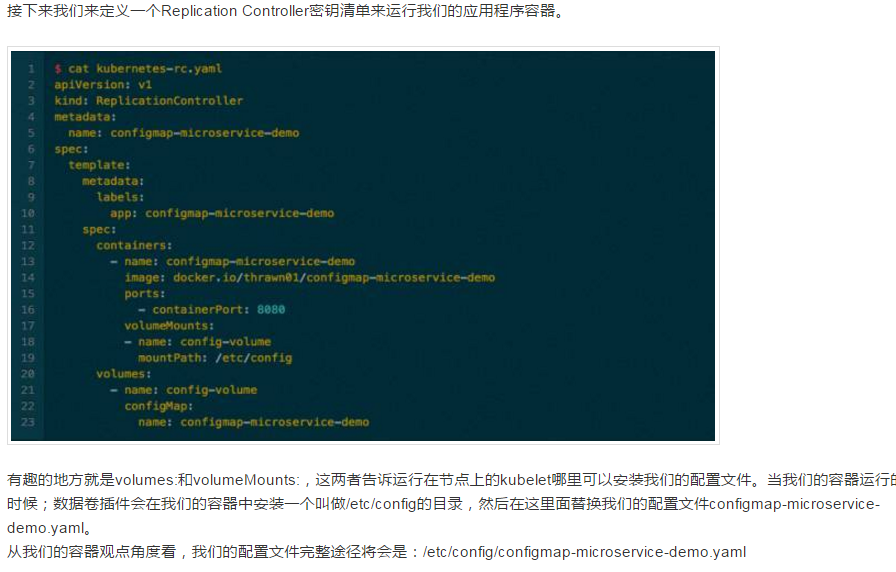 接下来我们来定义一个Replication Controller密钥清单来运行我们的应用程序容器。
1 $ cat kubernetes-rc.yaml
2 apiVersion: v1
3 kind: ReplicationController
4 metadata:
5   name: configmap-microservice-demo
6 spec:
7   template:
8     metadata:
9       labels:
10         app: configmap-microservice-demo
11     spec:
12       containers:
13         - name: configmap-microservice-demo
14           image: docker.io/thrawn01/configmap-microservice-demo
15           ports:
16             - containerPort: 8080
17           volumeMounts:
18           - name: config-volume
19             mountPath: /etc/config
20       volumes:
21         - name: config-volume
22           configMap:
23             name: configmap-microservice-demo
有趣的地方就是volumes:和volumeMounts:，这两者告诉运行在节点上的kubelet哪里可以安装我们的配置文件。当我们的容器运行的
时候；数据卷插件会在我们的容器中安装一个叫做/etc/config的目录，然后在这里面替换我们的配置文件configmap-microservice-
demo.yaml。
从我们的容器观点角度看，我们的配置文件完整途径将会是：/etc/config/configmap-microservice-demo.yaml